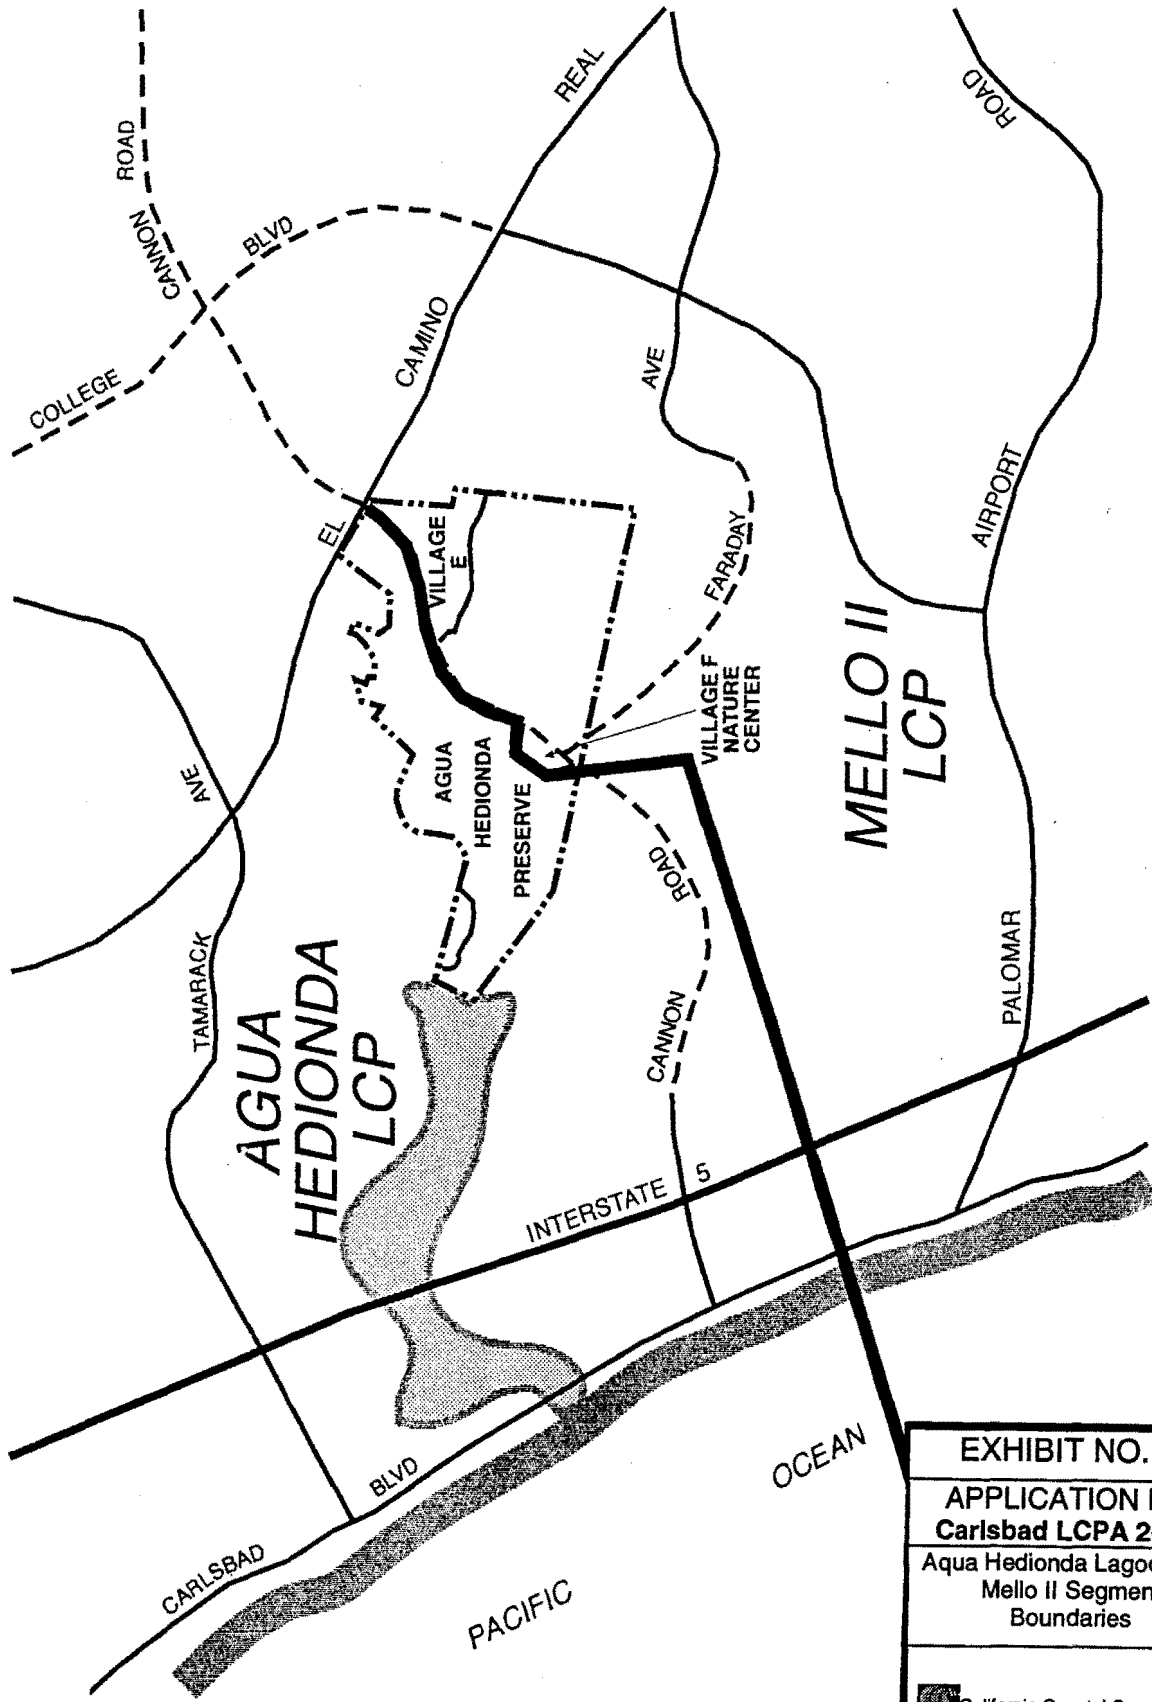 ROAD
CANNON
COLLEGE
BLVD
EL
CAMINO
REAL
ROAD
AIRPORT
PALOMAR
AVE
FARADAY
VILLAGE
E
AGUA
HEDIONDA
PRESERVE
VILLAGE F
NATURE
CENTER
MELLO II
LCP
AVE
TAMARACK
AGUA
HEDIONDA
LCP
ROAD
CANNON
INTERSTATE 5
CARLSBAD
BLVD
PACIFIC
OCEAN
EXHIBIT NO.
APPLICATION
Carlsbad LCPA 2
Aqua Hedionda
Mello II
Boundaries